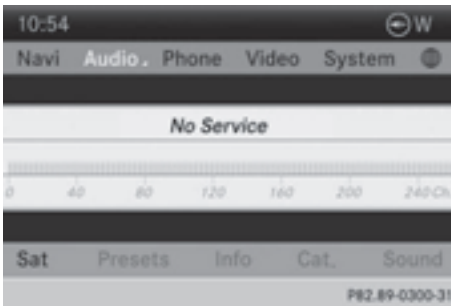 10:54 W
Navi Audio Phone Video System
No Service
0 40 80 120 160 200 240 Ch.
Sat Presets Info Cat. Sound
P82.89-0300-31